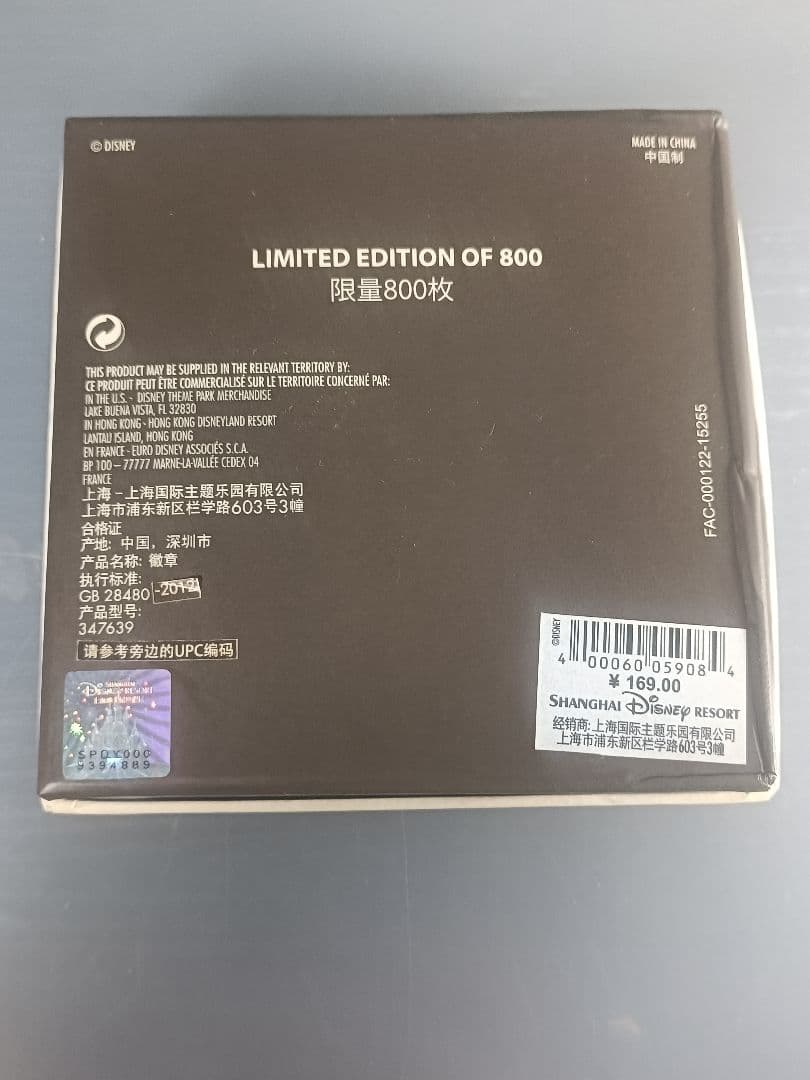 © DISNEY
MADE IN CHINA
中国制
LIMITED EDITION OF 800
限量800枚
THIS PRODUCT MAY BE SUPPLIED IN THE RELEVANT TERRITORY BY:
CE PRODUIT PEUT ÊTRE COMMERCIALISÉ SUR LE TERRITOIRE CONCERNÉ PAR:
IN THE U.S. - DISNEY THEME PARK MERCHANDISE
LAKE BUENA VISTA, FL 32830
IN HONG KONG - HONG KONG DISNEYLAND RESORT
LANTAU ISLAND, HONG KONG
EN FRANCE - EURO DISNEY ASSOCIÉS S.C.A.
BP 100 – 77777 MARNE-LA-VALLÉE CEDEX 04
FRANCE
上海 – 上海国际主题乐园有限公司
上海市浦东新区栏学路603号3幢
合格证
产地: 中国, 深圳市
产品名称: 徽章
执行标准:
GB 28480-2012
产品型号:
347639
请参考旁边的UPC编码
FAC-000122-15255
SHANGHAI
DISNEY RESORT
9394889
©DISNEY
4 00060 05908 4
¥ 169.00
SHANGHAI DISNEY RESORT
经销商: 上海国际主题乐园有限公司
上海市浦东新区栏学路603号3幢